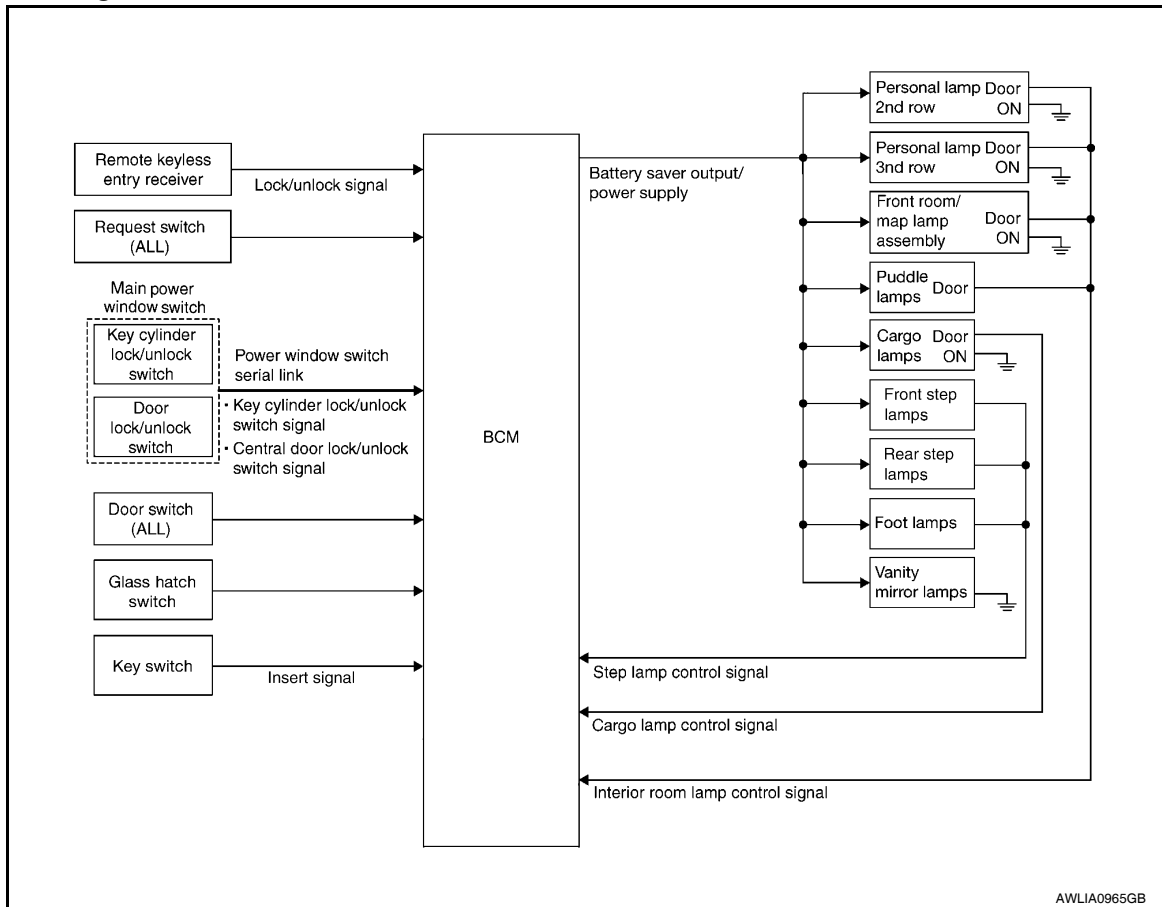 Remote keyless
entry receiver
Lock/unlock signal
Request switch
(ALL)
Main power
window switch
Key cylinder
lock/unlock
switch
Door
lock/unlock
switch
Power window switch
serial link
· Key cylinder lock/unlock
switch signal
· Central door lock/unlock
switch signal
Door switch
(ALL)
Glass hatch
switch
Key switch
Insert signal
BCM
Battery saver output/
power supply
Personal lamp Door
2nd row ON
Personal lamp Door
3nd row ON
Front room/
map lamp Door
assembly ON
Puddle
lamps Door
Cargo Door
lamps ON
Front step
lamps
Rear step
lamps
Foot lamps
Vanity
mirror lamps
Step lamp control signal
Cargo lamp control signal
Interior room lamp control signal
AWLIA0965GB